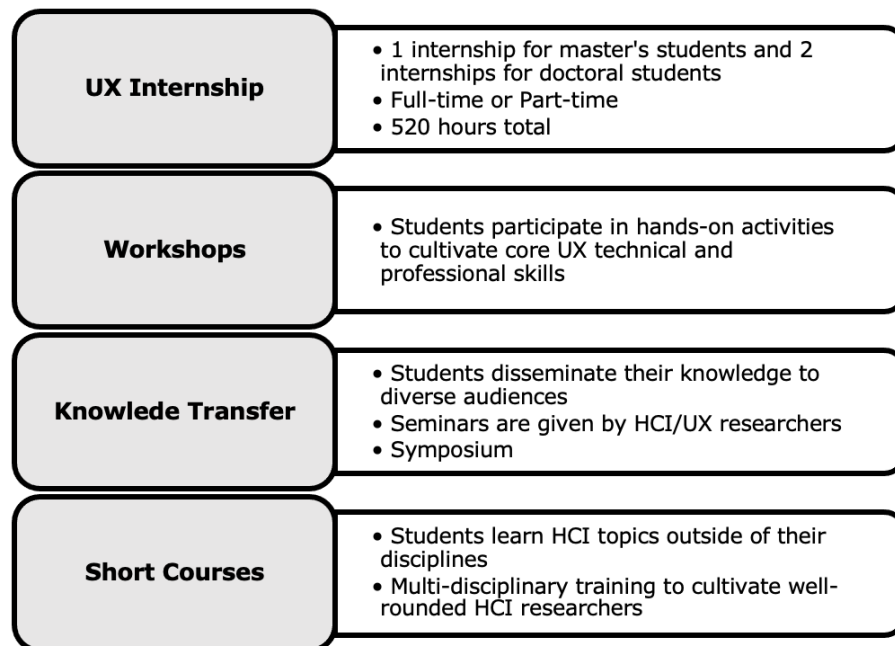 UX Internship
• 1 internship for master's students and 2
internships for doctoral students
• Full-time or Part-time
• 520 hours total
Workshops
• Students participate in hands-on activities
to cultivate core UX technical and
professional skills
Knowlede Transfer
• Students disseminate their knowledge to
diverse audiences
• Seminars are given by HCI/UX researchers
• Symposium
Short Courses
• Students learn HCI topics outside of their
disciplines
• Multi-disciplinary training to cultivate well-
rounded HCI researchers